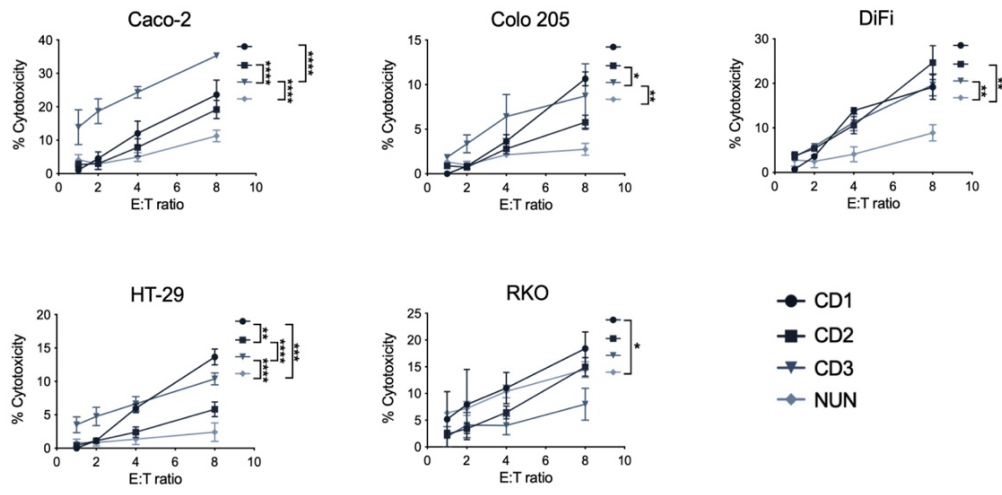 Caco-2
% Cytotoxicity
40
30
20
10
0
0 2 4 6 8 10
E:T ratio
****
****
****
Colo 205
% Cytotoxicity
15
10
5
0
0 2 4 6 8 10
E:T ratio
*
**
DiFi
% Cytotoxicity
30
20
10
0
0 2 4 6 8 10
E:T ratio
**
**
HT-29
% Cytotoxicity
20
15
10
5
0
0 2 4 6 8 10
E:T ratio
**
****
****
***
RKO
% Cytotoxicity
25
20
15
10
5
0
0 2 4 6 8 10
E:T ratio
*
CD1
CD2
CD3
NUN